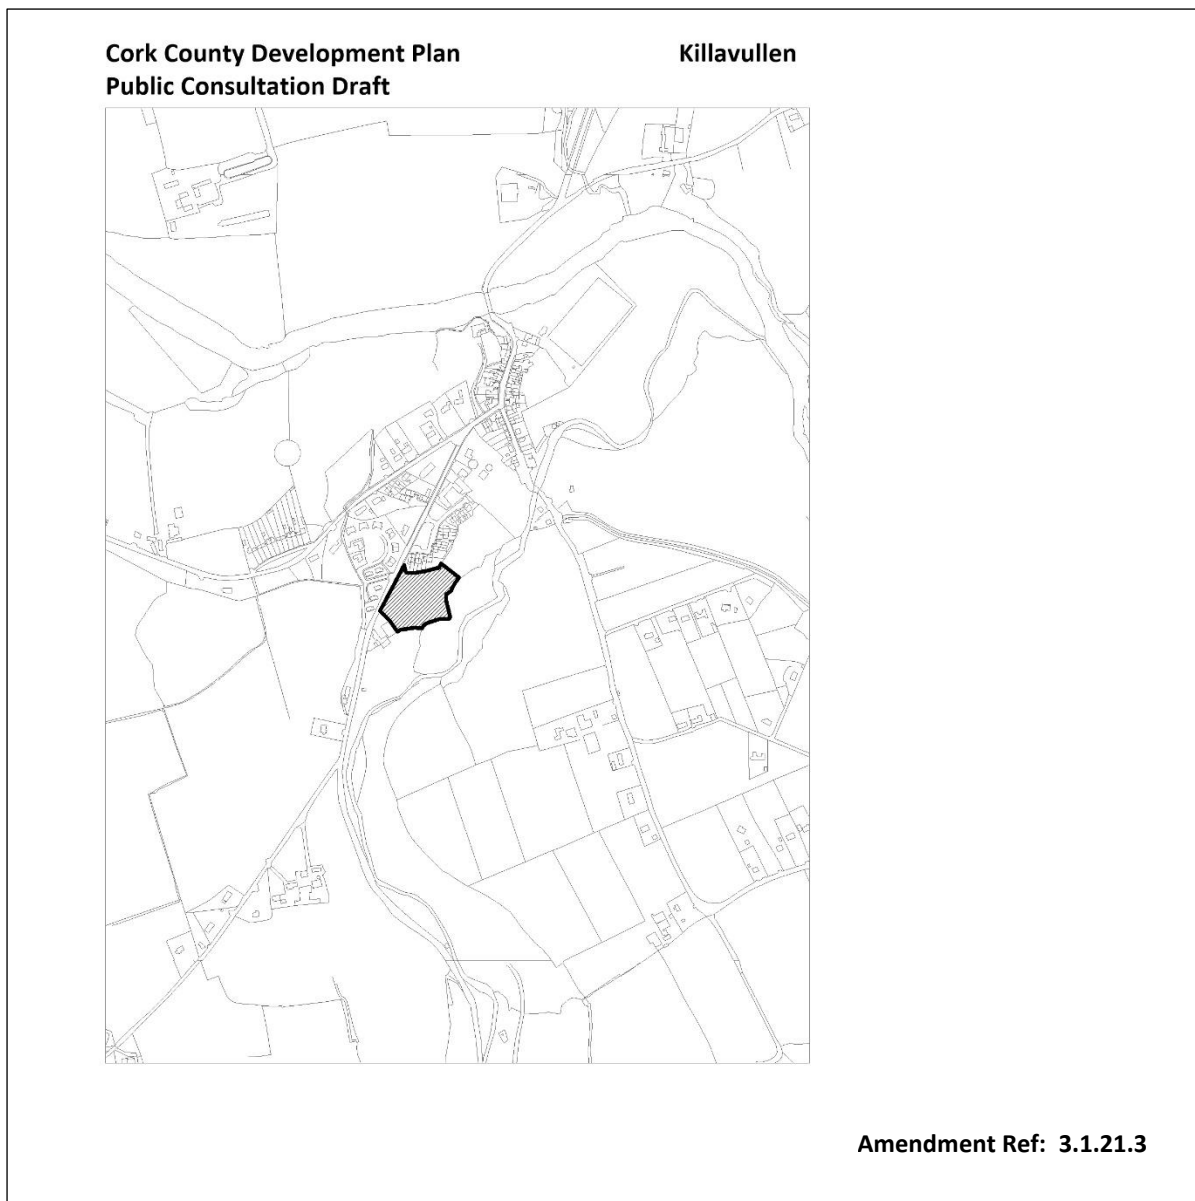 Cork County Development Plan Killavullen
Public Consultation Draft
Amendment Ref: 3.1.21.3